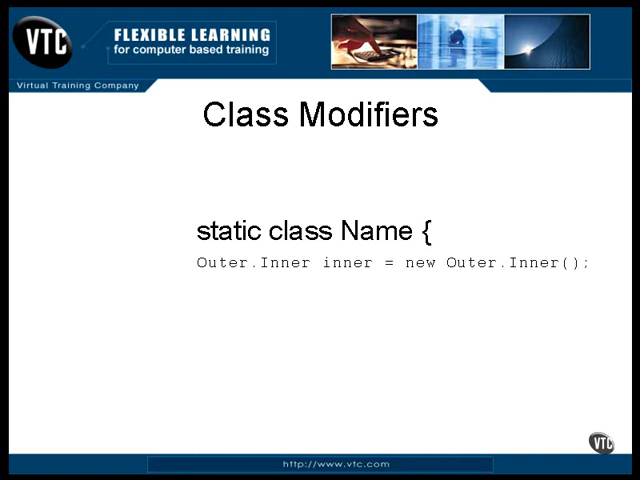 VTC
FLEXIBLE LEARNING
for computer based training
Virtual Training Company
Class Modifiers
static class Name {
Outer.Inner inner = new Outer.Inner();
VTC
http://www.vtc.com